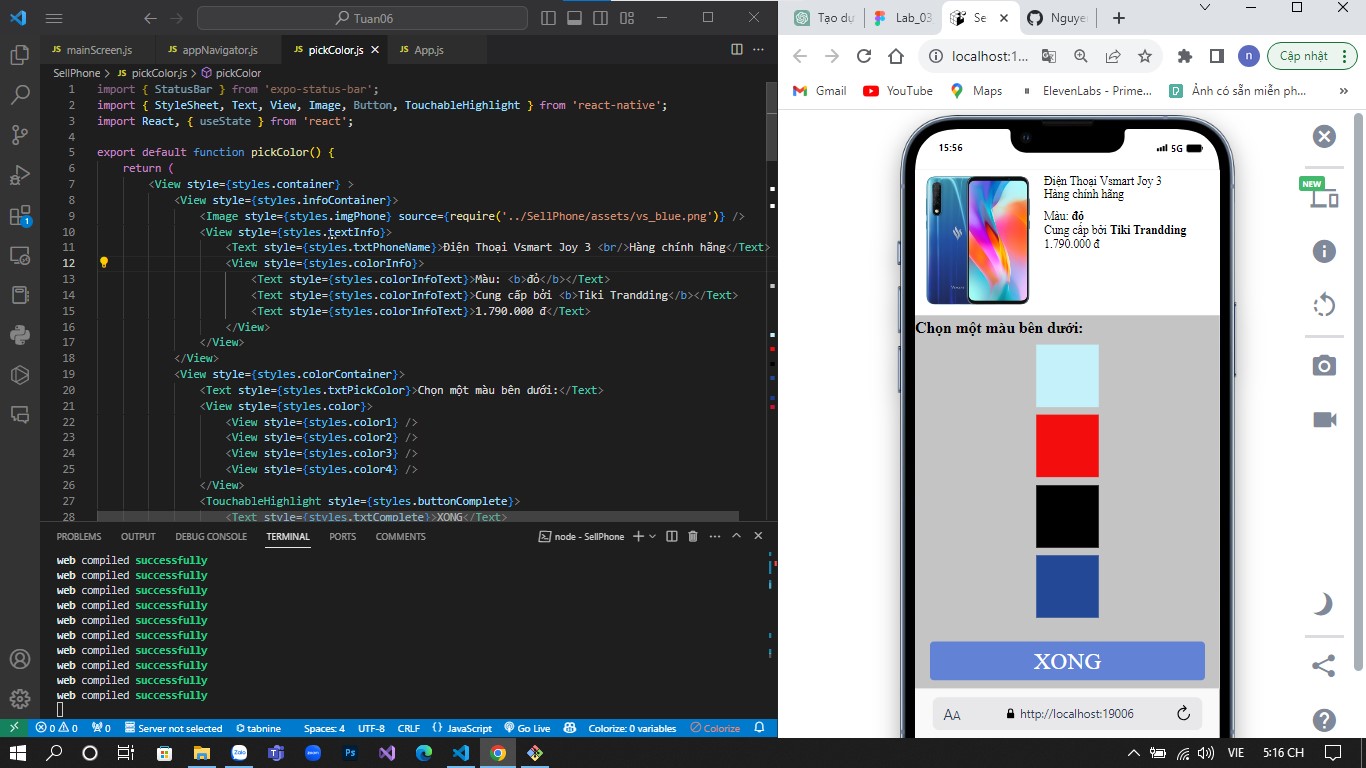 Tuan06
JS mainScreen.js
JS appNavigator.js
JS pickColor.js
JS App.js
SellPhone > JS pickColor.js > pickColor
1 import { StatusBar } from 'expo-status-bar';
2 import { StyleSheet, Text, View, Image, Button, TouchableHighlight } from 'react-native';
3 import React, { useState } from 'react';
4
5 export default function pickColor() {
6 return (
7 <View style={styles.container} >
8 <View style={styles.infoContainer}>
9 <Image style={styles.imgPhone} source={require('../SellPhone/assets/vs_blue.png')} />
10 <View style={styles.textInfo}>
11 <Text style={styles.txtPhoneName}>Điện Thoại Vsmart Joy 3 <br/>Hàng chính hãng</Text>
12 <View style={styles.colorInfo}>
13 <Text style={styles.colorInfoText}>Màu: <b>đỏ</b></Text>
14 <Text style={styles.colorInfoText}>Cung cấp bởi <b>Tiki Trandding</b></Text>
15 <Text style={styles.colorInfoText}>1.790.000 đ</Text>
16 </View>
17 </View>
18 </View>
19 <View style={styles.colorContainer}>
20 <Text style={styles.txtPickColor}>Chọn một màu bên dưới:</Text>
21 <View style={styles.color}>
22 <View style={styles.color1} />
23 <View style={styles.color2} />
24 <View style={styles.color3} />
25 <View style={styles.color4} />
26 </View>
27 <TouchableHighlight style={styles.buttonComplete}>
28 <Text style={styles.txtComplete}>XONG</Text>
1
PROBLEMS OUTPUT DEBUG CONSOLE TERMINAL PORTS COMMENTS
node - SellPhone
web compiled successfully
web compiled successfully
web compiled successfully
web compiled successfully
web compiled successfully
web compiled successfully
web compiled successfully
web compiled successfully
web compiled successfully
web compiled successfully
0 0 0 Server not selected tabnine Spaces: 4 UTF-8 CRLF {} JavaScript Go Live Colorize: 0 variables Colorize
Tạo dự
Lab_03
Se
Nguye
localhost:1...
n
Cập nhật
Gmail
YouTube
Maps
ElevenLabs - Prime...
Ảnh có sẵn miễn ph...
15:56
5G
Điện Thoại Vsmart Joy 3
Hàng chính hãng
Màu: đỏ
Cung cấp bởi Tiki Trandding
1.790.000 đ
Chọn một màu bên dưới:
XONG
AA
http://localhost:19006
NEW
VIE
5:16 CH